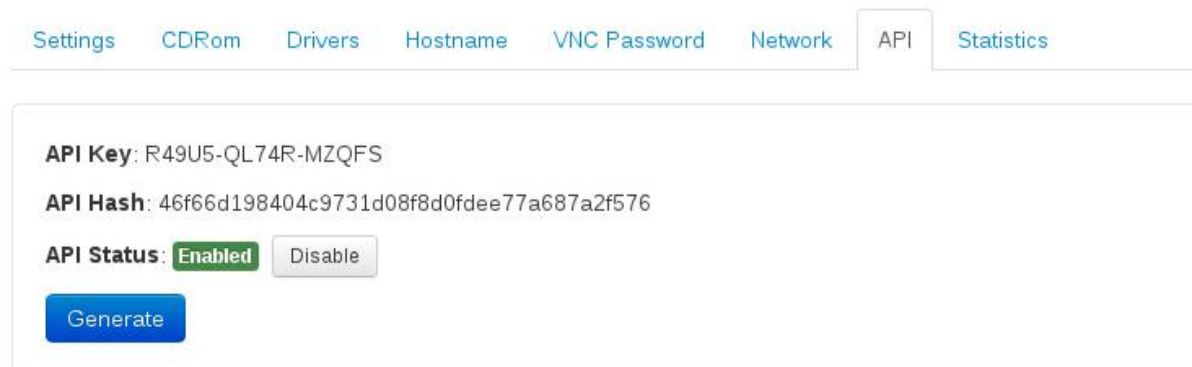 Settings CDRom Drivers Hostname VNC Password Network API Statistics
API Key: R49U5-QL74R-MZQFS
API Hash: 46f66d198404c9731d08f8d0fdee77a687a2f576
API Status: Enabled Disable
Generate